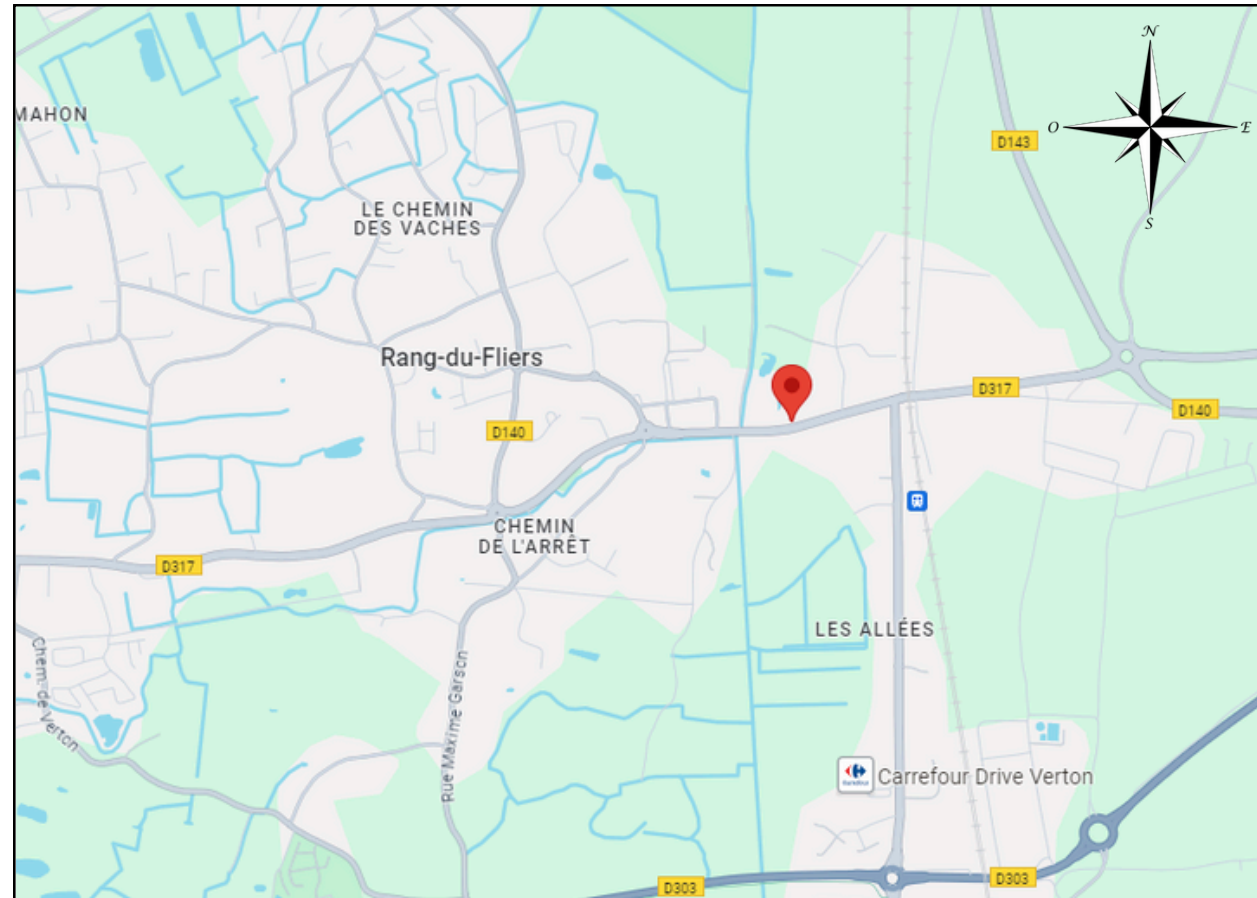 N
MAHON
O
E
D143
LE CHEMIN
DES VACHES
S
Rang-du-Fliers
D317
D140
D140
CHEMIN
DE L'ARRÊT
D317
LES ALLÉES
Chem. de Verton
Rue Maxime Garson
Carrefour Drive Verton
D303
D303